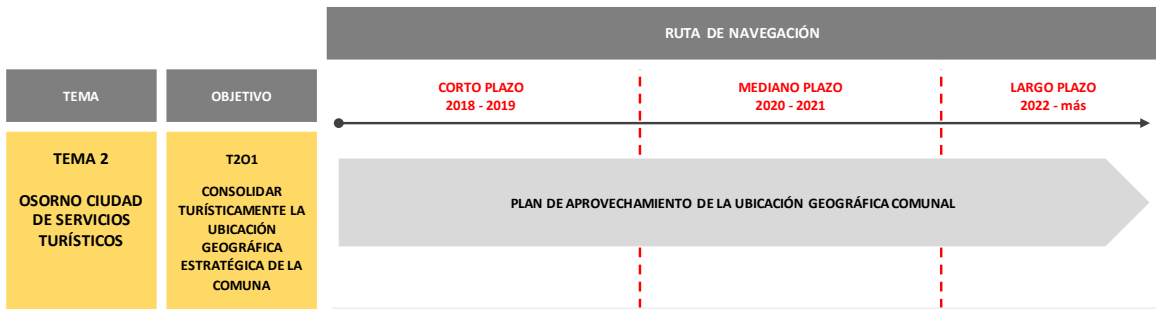 RUTA DE NAVEGACIÓN
TEMA
OBJETIVO
CORTO PLAZO
2018 - 2019
MEDIANO PLAZO
2020 - 2021
LARGO PLAZO
2022 - más
TEMA 2
OSORNO CIUDAD
DE SERVICIOS
TURÍSTICOS
T2O1
CONSOLIDAR
TURÍSTICAMENTE LA
UBICACIÓN
GEOGRÁFICA
ESTRATÉGICA DE LA
COMUNA
PLAN DE APROVECHAMIENTO DE LA UBICACIÓN GEOGRÁFICA COMUNAL